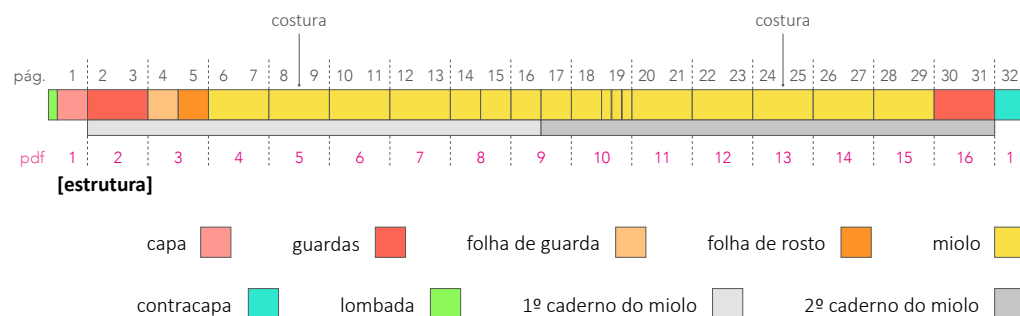 costura costura
pág. 1 2 3 4 5 6 7 8 9 10 11 12 13 14 15 16 17 18 19 20 21 22 23 24 25 26 27 28 29 30 31 32
pdf 1 2 3 4 5 6 7 8 9 10 11 12 13 14 15 16 1
[estrutura]
capa guardas folha de guarda folha de rosto miolo
contracapa lombada 1º caderno do miolo 2º caderno do miolo